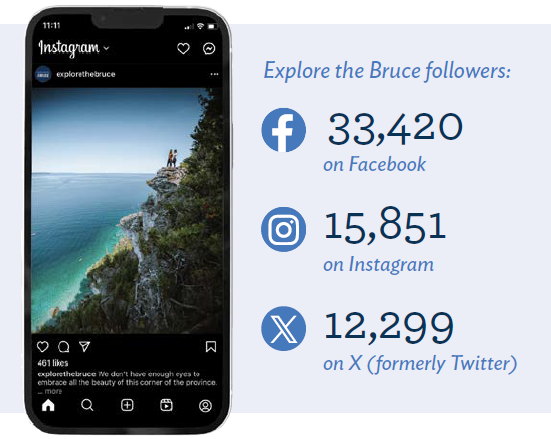 11:11
Instagram
explorethebruce
461 likes
explorethebruce We don't have enough eyes to
embrace all the beauty of this corner of the province.
... more
Explore the Bruce followers:
33,420
on Facebook
15,851
on Instagram
12,299
on X (formerly Twitter)